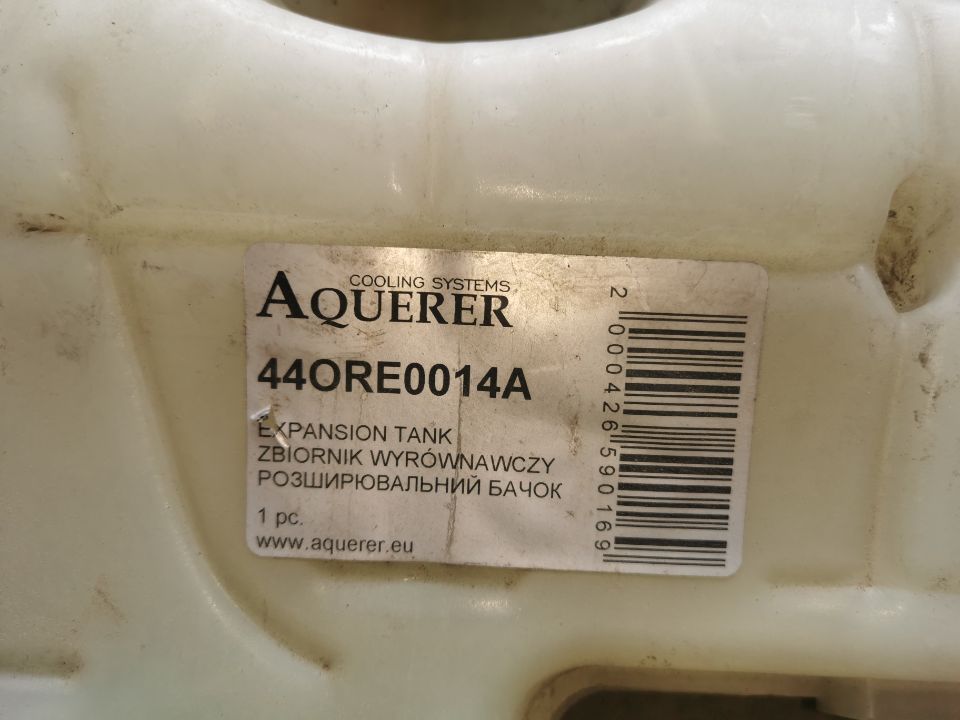 COOLING SYSTEMS
AQUERER
44ORE0014A
EXPANSION TANK
ZBIORNIK WYRÓWNAWCZY
РОЗШИРЮВАЛЬНИЙ БАЧОК
1 pc.
www.aquerer.eu
2000426590169